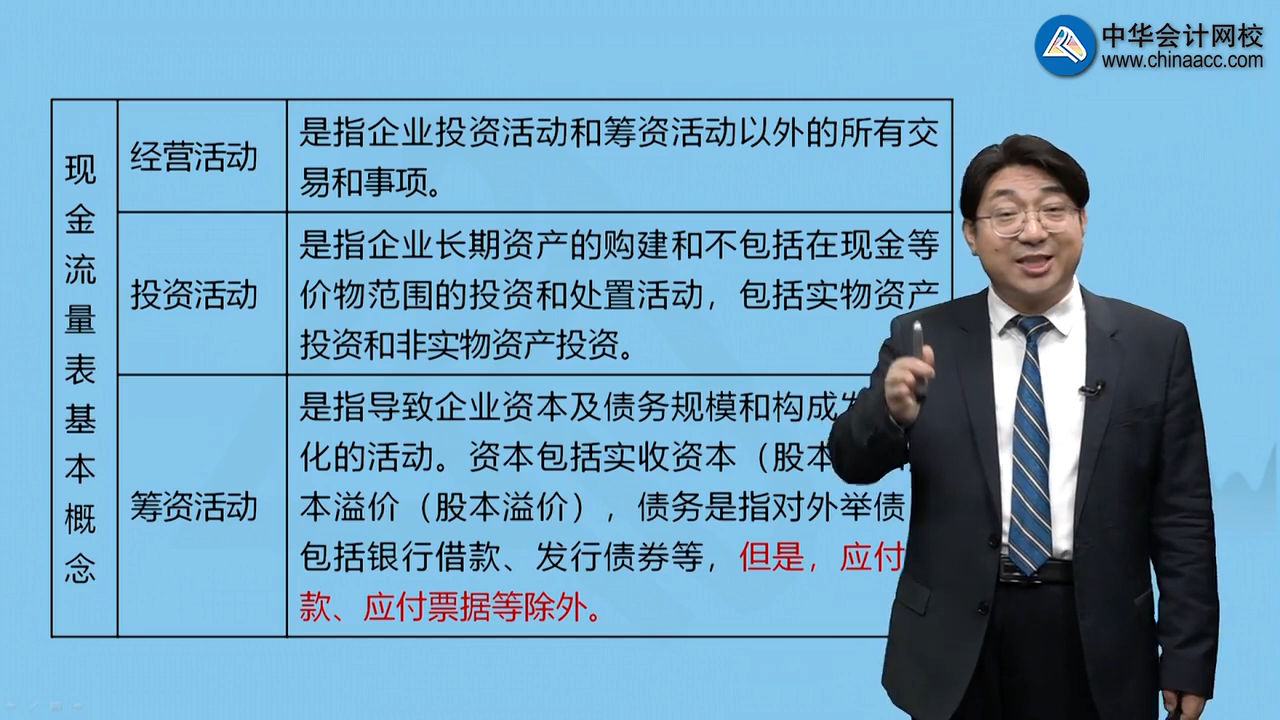 中华会计网校
www.chinaacc.com
现金流量表基本概念
经营活动
是指企业投资活动和筹资活动以外的所有交
易和事项。
投资活动
是指企业长期资产的购建和不包括在现金等
价物范围的投资和处置活动，包括实物资产
投资和非实物资产投资。
筹资活动
是指导致企业资本及债务规模和构成发
化的活动。资本包括实收资本（股本
本溢价（股本溢价），债务是指对外举债
包括银行借款、发行债券等，但是，应付
款、应付票据等除外。